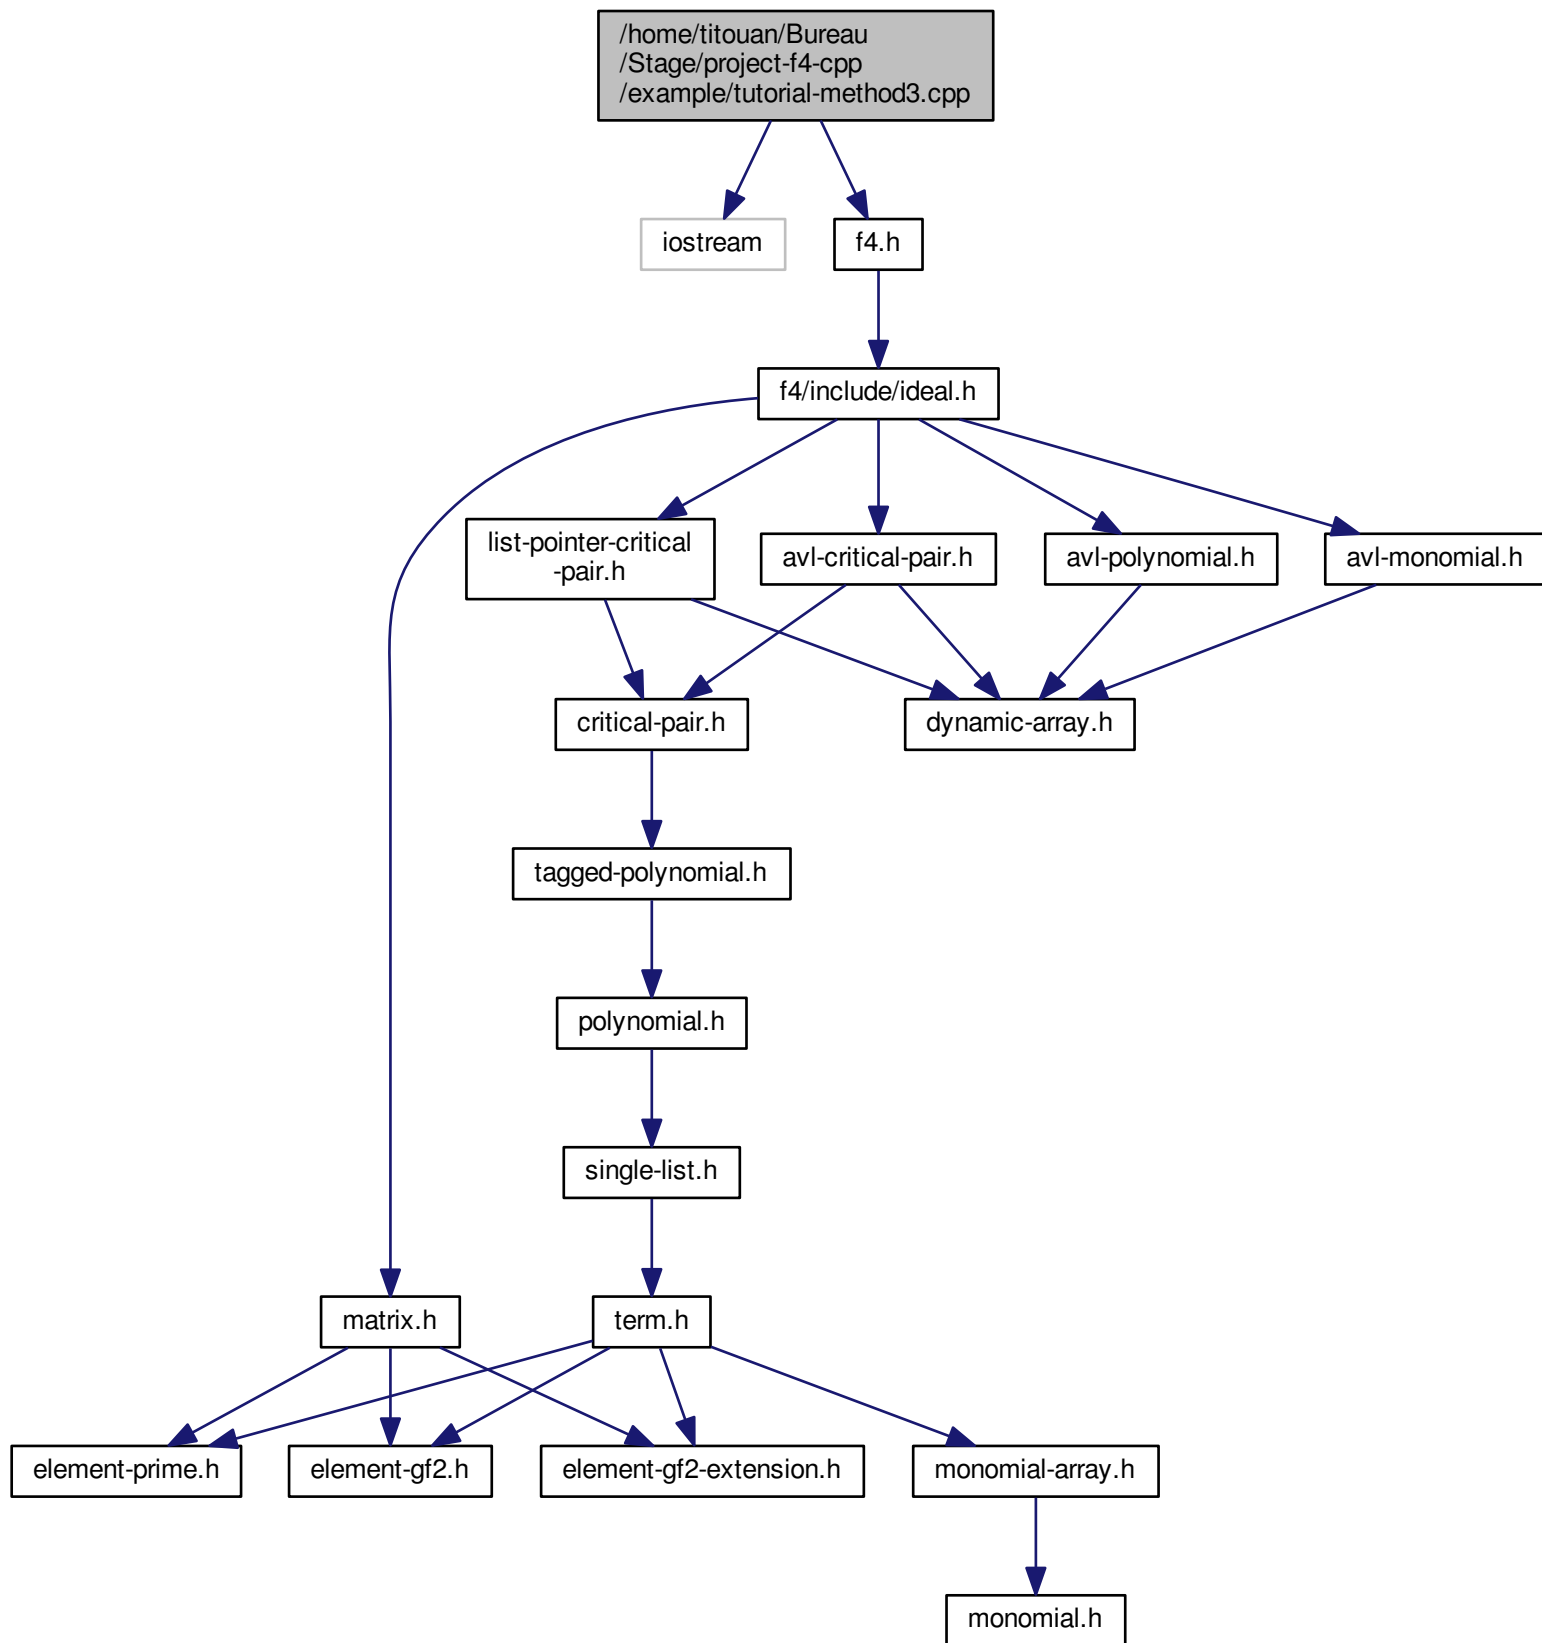 /home/titouan/Bureau
/Stage/project-f4-cpp
/example/tutorial-method3.cpp
iostream
f4.h
f4/include/ideal.h
list-pointer-critical
-pair.h
avl-critical-pair.h
avl-polynomial.h
avl-monomial.h
critical-pair.h
dynamic-array.h
tagged-polynomial.h
polynomial.h
single-list.h
matrix.h
term.h
element-prime.h
element-gf2.h
element-gf2-extension.h
monomial-array.h
monomial.h